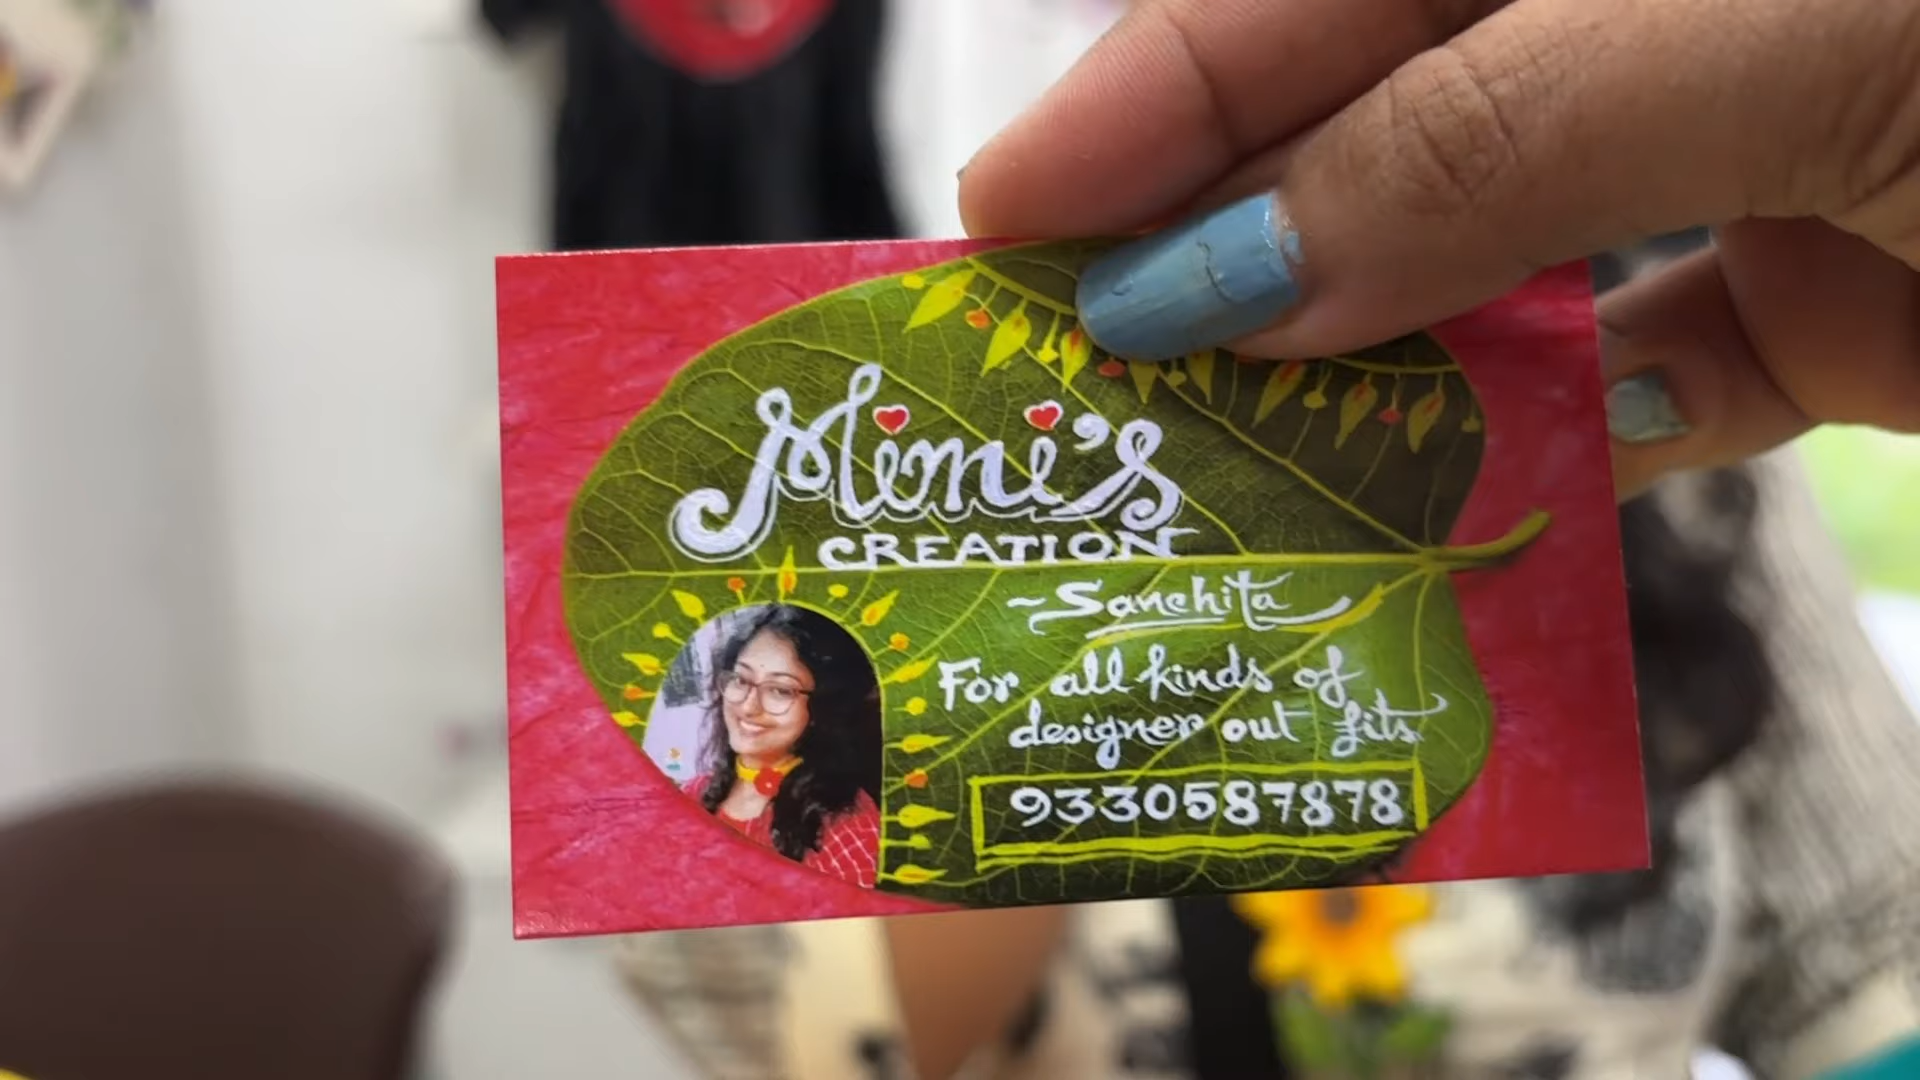 Mimi's
CREATION
~Sanchita
For all kinds of
designer out fits
9330587878